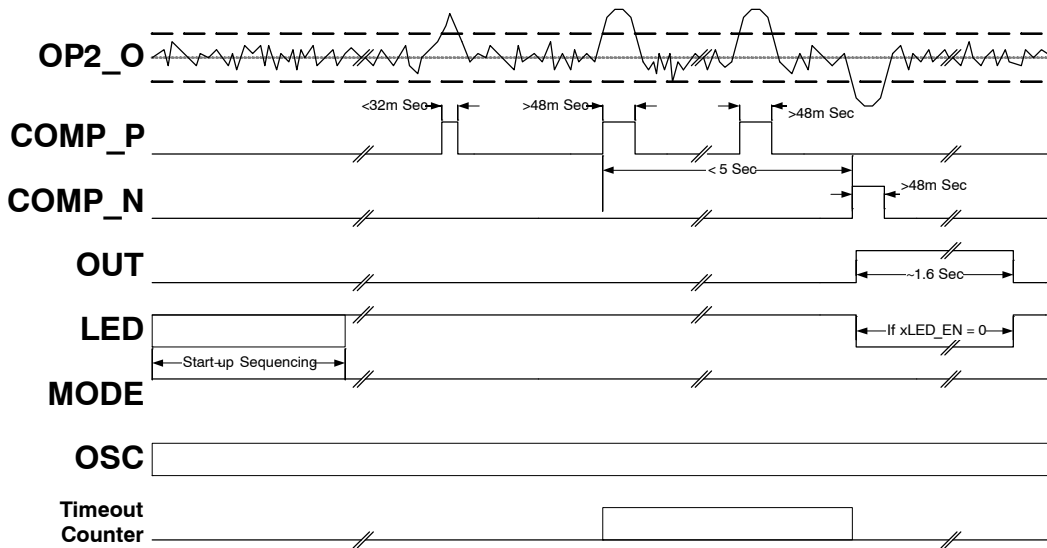 OP2_O
<32m Sec
>48m Sec
>48m Sec
COMP_P
< 5 Sec
COMP_N
>48m Sec
OUT
~1.6 Sec
LED
If xLED_EN = 0
Start-up Sequencing
MODE
OSC
Timeout
Counter